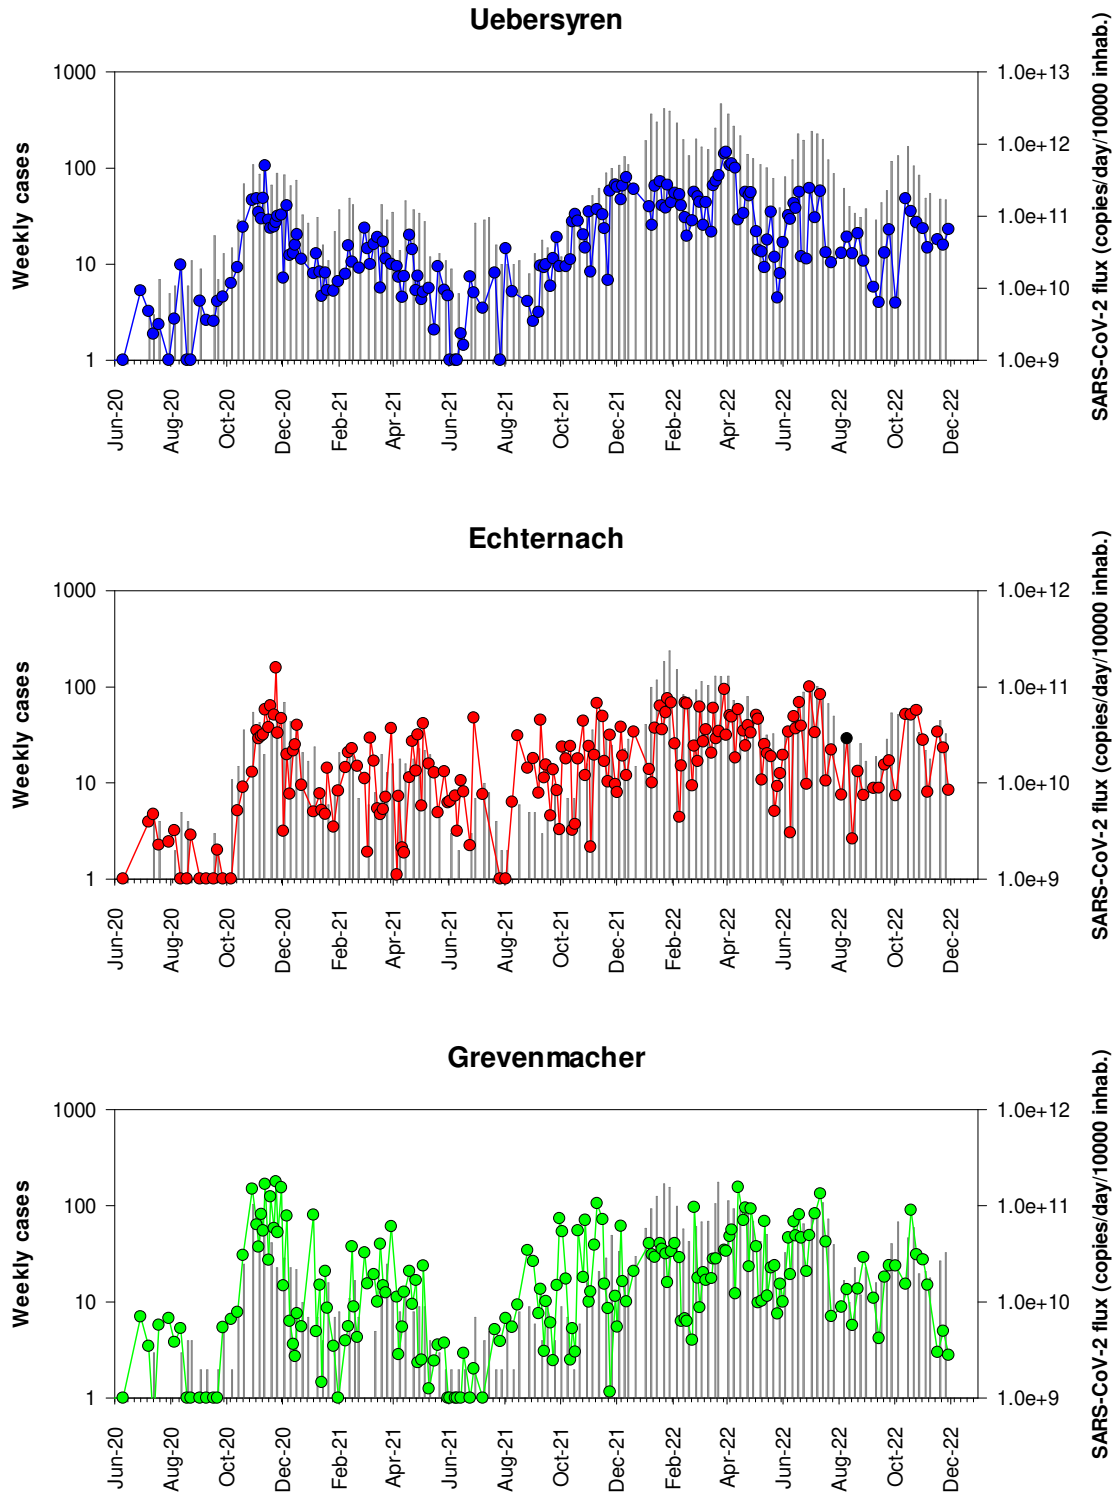 Uebersyren
Weekly cases
SARS-CoV-2 flux (copies/day/10000 inhab.)
1000
100
10
1
1.0e+13
1.0e+12
1.0e+11
1.0e+10
1.0e+9
Jun-20
Aug-20
Oct-20
Dec-20
Feb-21
Apr-21
Jun-21
Aug-21
Oct-21
Dec-21
Feb-22
Apr-22
Jun-22
Aug-22
Oct-22
Dec-22
Echternach
Weekly cases
SARS-CoV-2 flux (copies/day/10000 inhab.)
1000
100
10
1
1.0e+12
1.0e+11
1.0e+10
1.0e+9
Jun-20
Aug-20
Oct-20
Dec-20
Feb-21
Apr-21
Jun-21
Aug-21
Oct-21
Dec-21
Feb-22
Apr-22
Jun-22
Aug-22
Oct-22
Dec-22
Grevenmacher
Weekly cases
SARS-CoV-2 flux (copies/day/10000 inhab.)
1000
100
10
1
1.0e+12
1.0e+11
1.0e+10
1.0e+9
Jun-20
Aug-20
Oct-20
Dec-20
Feb-21
Apr-21
Jun-21
Aug-21
Oct-21
Dec-21
Feb-22
Apr-22
Jun-22
Aug-22
Oct-22
Dec-22